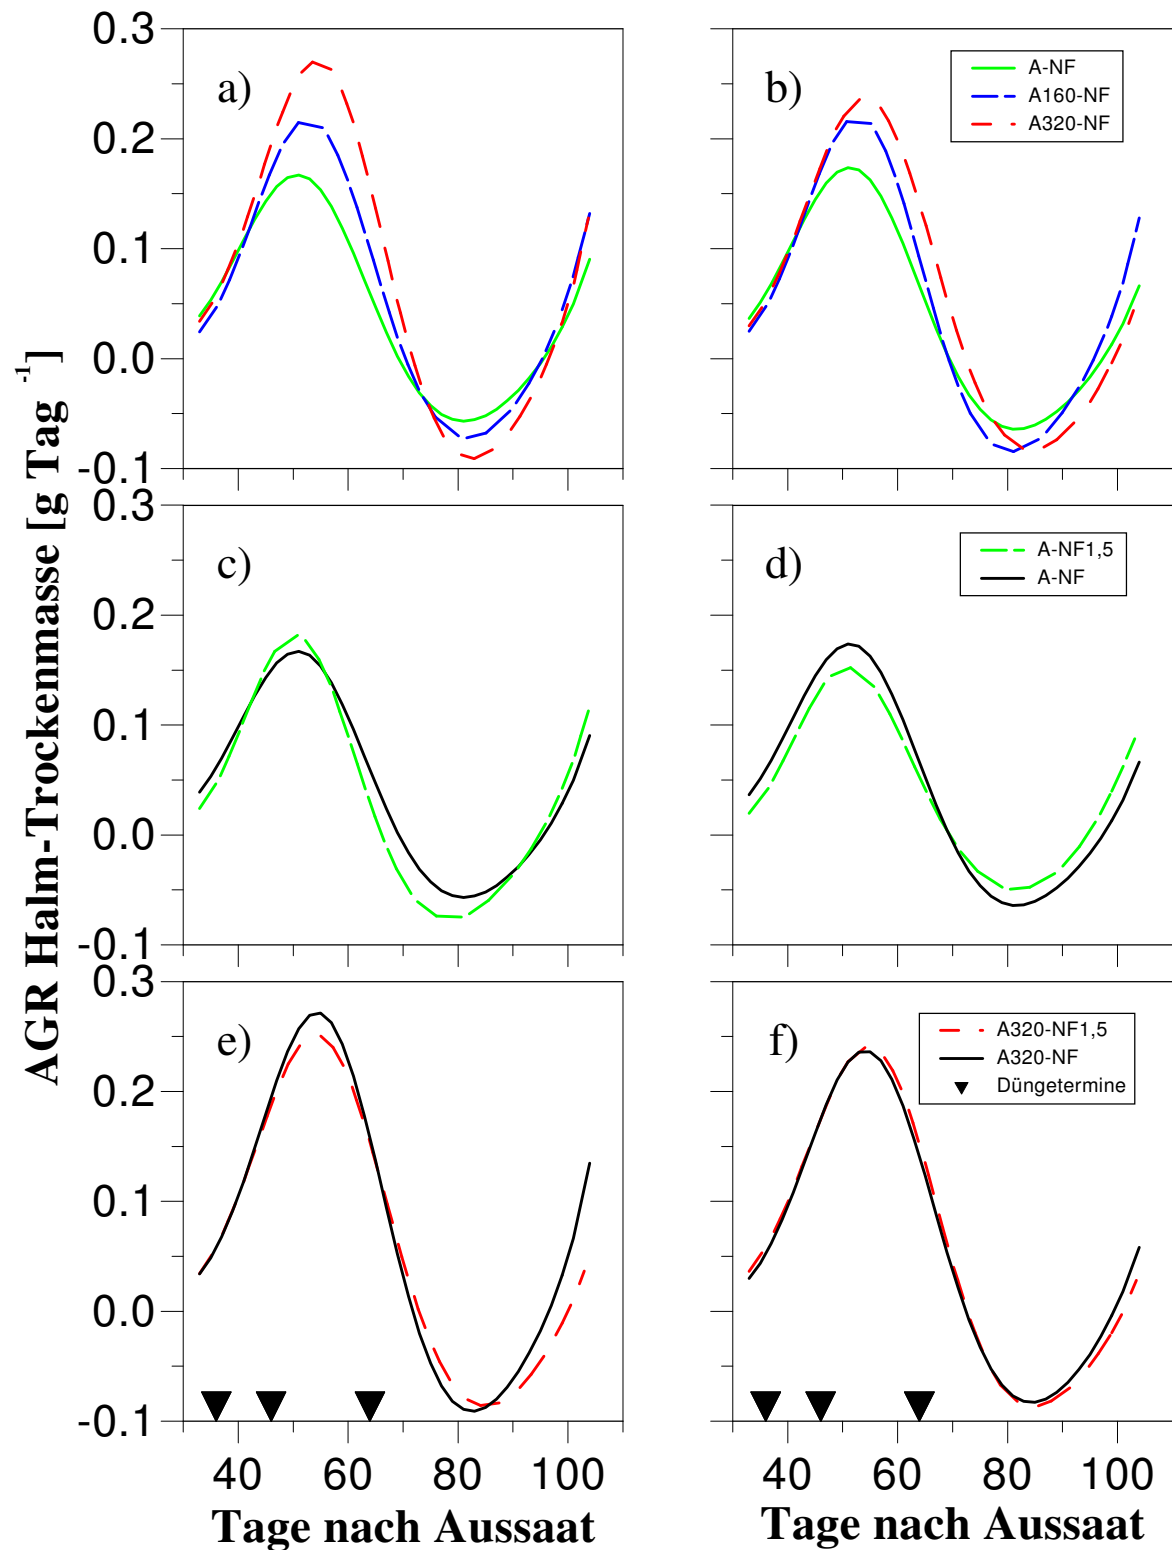 AGR Halm-Trockenmasse [g Tag -1]
a)
0.3
0.2
0.1
0.0
-0.1
b)
A-NF
A160-NF
A320-NF
c)
0.3
0.2
0.1
0.0
-0.1
d)
A-NF1,5
A-NF
e)
0.3
0.2
0.1
0.0
-0.1
40 60 80 100
Tage nach Aussaat
f)
A320-NF1,5
A320-NF
Düngetermine
40 60 80 100
Tage nach Aussaat